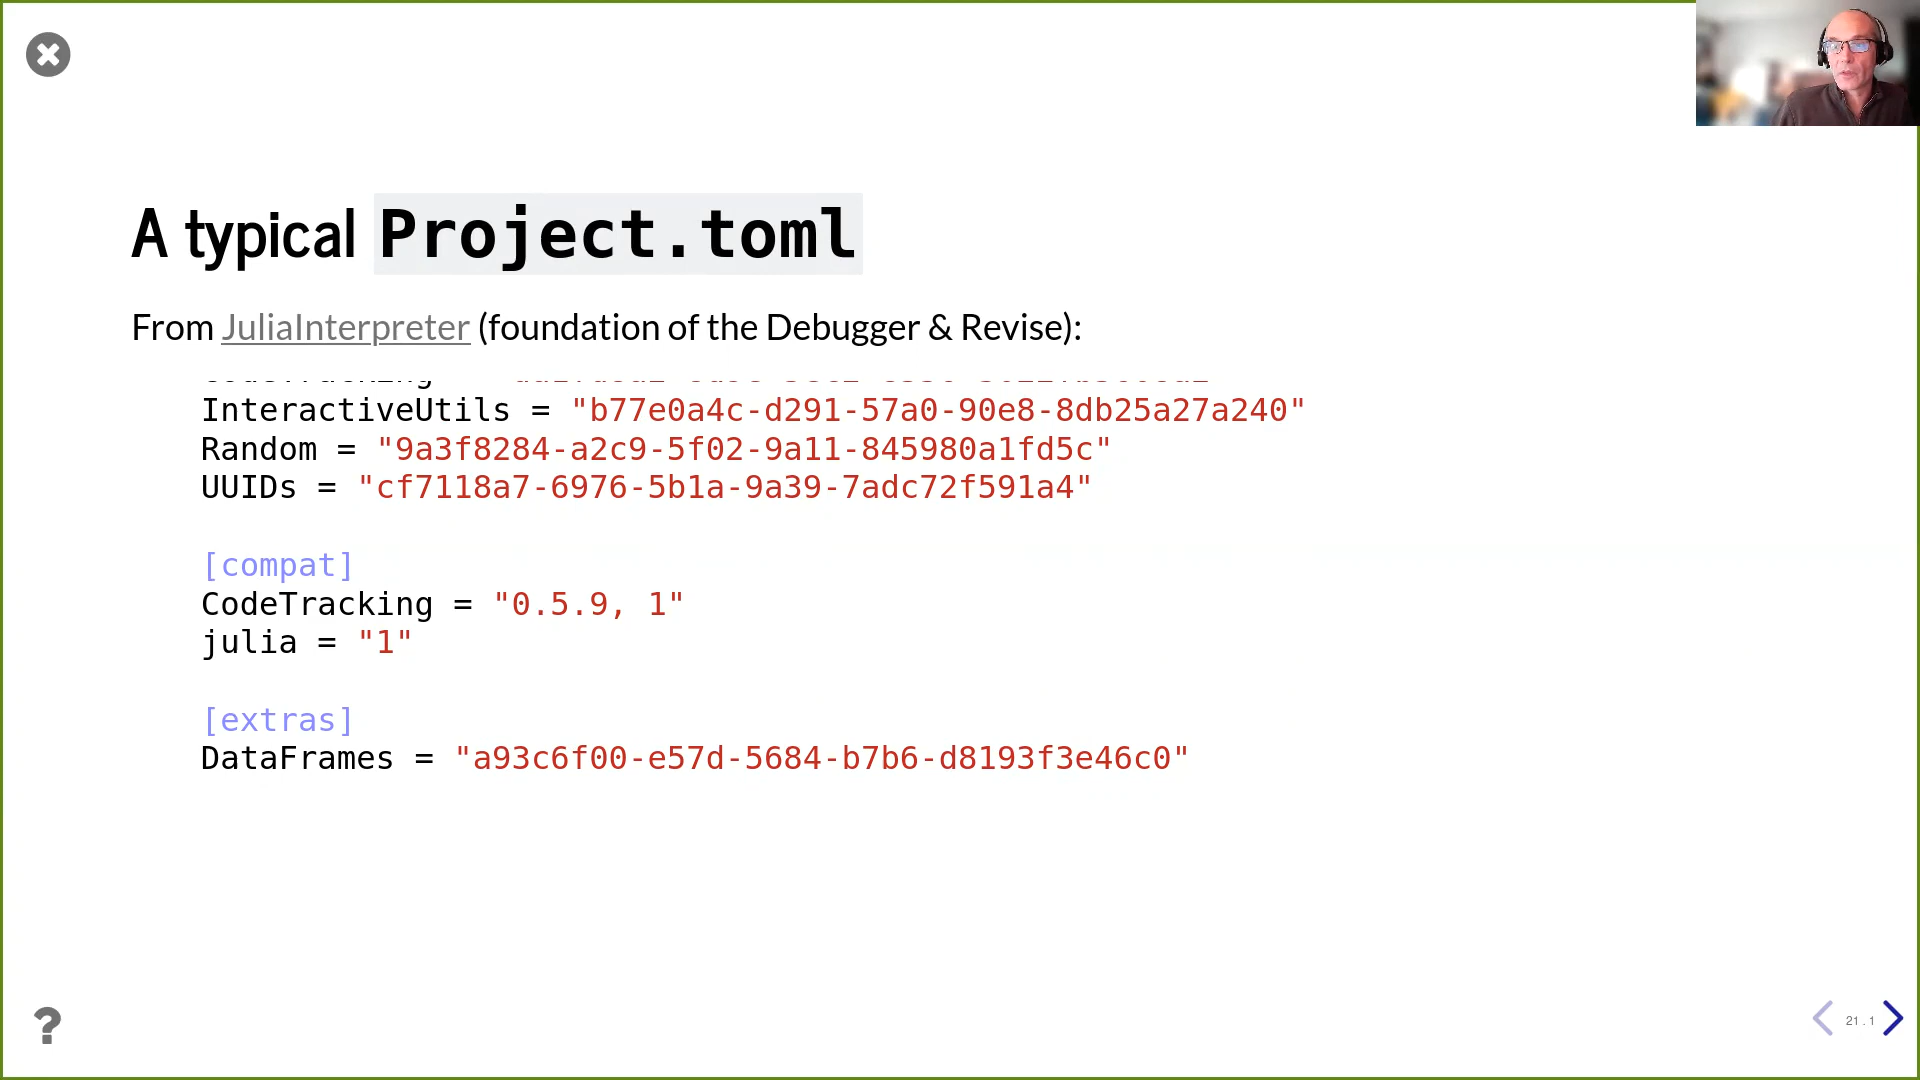 A typical Project.toml
From JuliaInterpreter (foundation of the Debugger & Revise):
InteractiveUtils = "b77e0a4c-d291-57a0-90e8-8db25a27a240"
Random = "9a3f8284-a2c9-5f02-9a11-845980a1fd5c"
UUIDs = "cf7118a7-6976-5b1a-9a39-7adc72f591a4"
[compat]
CodeTracking = "0.5.9, 1"
julia = "1"
[extras]
DataFrames = "a93c6f00-e57d-5684-b7b6-d8193f3e46c0"
?
21 . 1